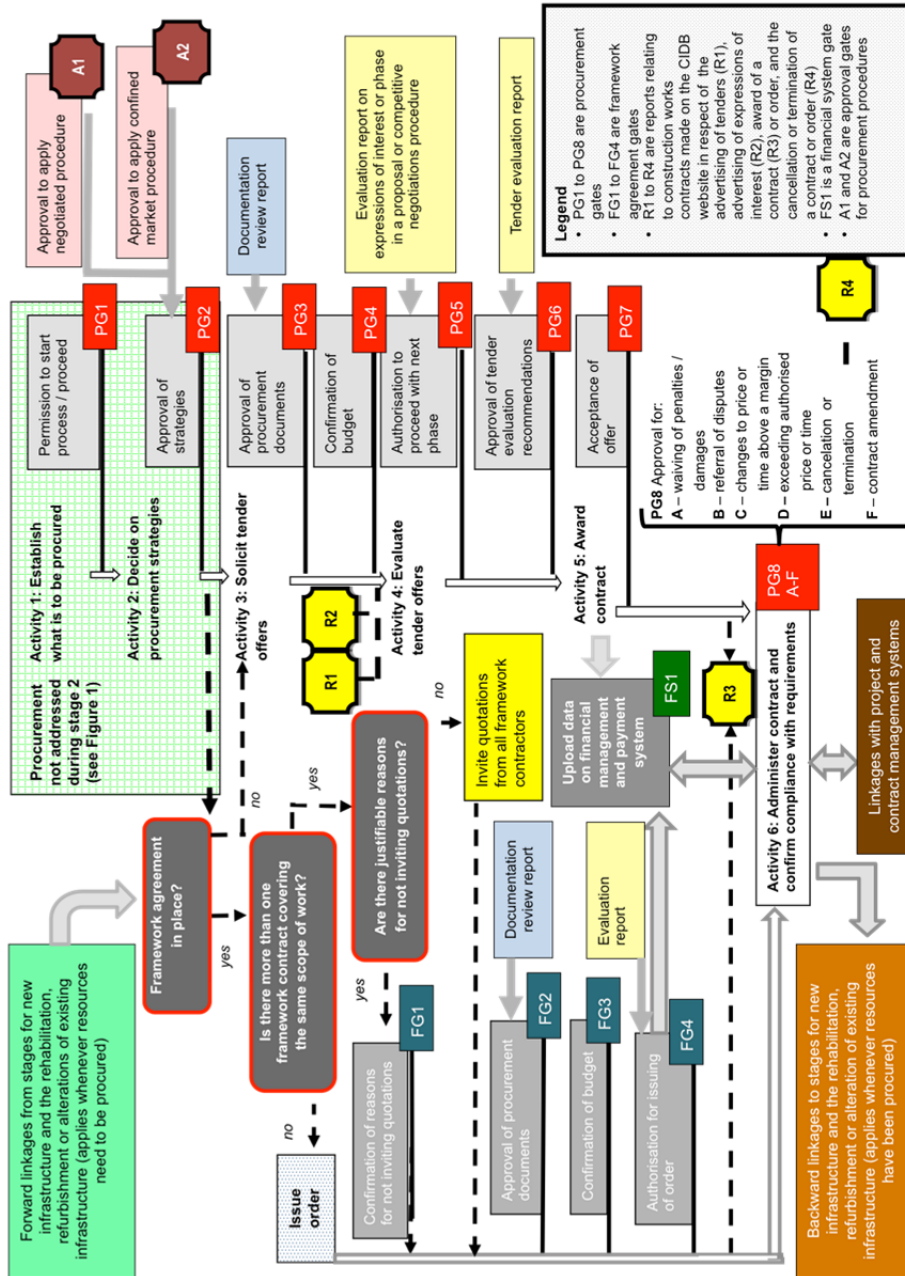 Forward linkages from stages for new
infrastructure and the rehabilitation,
refurbishment or alterations of existing
infrastructure (applies whenever resources
need to be procured)
Procurement
not addressed
during stage 2
(see Figure 1)
Activity 1: Establish
what is to be procured
Permission to start
process / proceed
PG1
Approval to apply
negotiated procedure
A1
Activity 2: Decide on
procurement strategies
Approval of
strategies
PG2
Approval to apply confined
market procedure
A2
Framework agreement
in place?
no
yes
Activity 3: Solicit tender
offers
Approval of
procurement
documents
PG3
Documentation
review report
Is there more than one
framework contract covering
the same scope of work?
yes
no
R1
R2
Confirmation of
budget
PG4
Activity 4: Evaluate
tender offers
Authorisation to
proceed with next
phase
PG5
Evaluation report on
expressions of interest or phase
in a proposal or competitive
negotiations procedure
Issue
order
Are there justifiable reasons
for not inviting quotations?
yes
no
Confirmation of reasons
for not inviting quotations
FG1
Invite quotations
from all framework
contractors
Approval of tender
evaluation
recommendations
PG6
Tender evaluation report
Approval of procurement
documents
FG2
Documentation
review report
Activity 5: Award
contract
Acceptance of
offer
PG7
Confirmation of budget
FG3
Upload data
on financial
management
and payment
system
FS1
Authorisation for issuing
of order
FG4
Evaluation
report
R3
Activity 6: Administer contract and
confirm compliance with requirements
PG8
A-F
PG8 Approval for:
A – waiving of penalties /
damages
B – referral of disputes
C – changes to price or
time above a margin
D – exceeding authorised
price or time
E – cancelation or
termination
F – contract amendment
R4
Backward linkages to stages for new
infrastructure and the rehabilitation,
refurbishment or alteration of existing
infrastructure (applies whenever resources
have been procured)
Linkages with project and
contract management systems
Legend
• PG1 to PG8 are procurement
gates
• FG1 to FG4 are framework
agreement gates
• R1 to R4 are reports relating
to construction works
contracts made on the CIDB
website in respect of the
advertising of tenders (R1),
advertising of expressions of
interest (R2), award of a
contract (R3) or order, and the
cancellation or termination of
a contract or order (R4)
• FS1 is a financial system gate
• A1 and A2 are approval gates
for procurement procedures